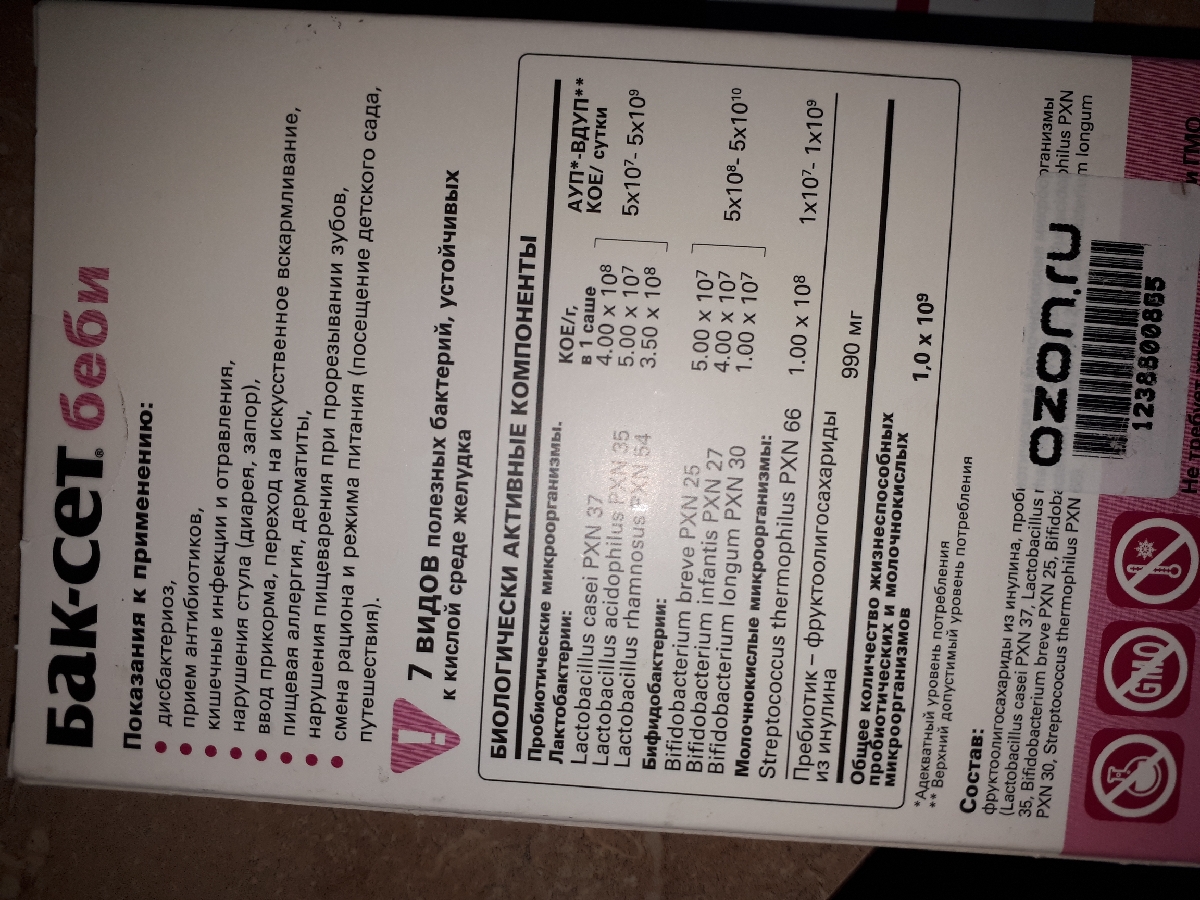 Бак-сет® беби
Показания к применению:
• дисбактериоз,
• прием антибиотиков,
• кишечные инфекции и отравления,
• нарушения стула (диарея, запор),
• ввод прикорма, переход на искусственное вскармливание,
• пищевая аллергия, дерматиты,
• нарушения пищеварения при прорезывании зубов,
• смена рациона и режима питания (посещение детского сада,
путешествия).
! 7 видов полезных бактерий, устойчивых
к кислой среде желудка
БИОЛОГИЧЕСКИ АКТИВНЫЕ КОМПОНЕНТЫ
Пробиотические микроорганизмы. КОЕ/г, АУП*-ВДУП**
Лактобактерии: в 1 саше КОЕ/ сутки
Lactobacillus casei PXN 37 4.00 x 10⁸
Lactobacillus acidophilus PXN 35 5.00 x 10⁷ 5x10⁷- 5x10⁹
Lactobacillus rhamnosus PXN 54 3.50 x 10⁸
Бифидобактерии:
Bifidobacterium breve PXN 25 5.00 x 10⁷
Bifidobacterium infantis PXN 27 4.00 x 10⁷ 5x10⁸- 5x10¹⁰
Bifidobacterium longum PXN 30 1.00 x 10⁷
Молочнокислые микроорганизмы:
Streptococcus thermophilus PXN 66 1.00 x 10⁸ 1x10⁷- 1x10⁹
Пребиотик – фруктоолигосахариды
из инулина 990 мг
Общее количество жизнеспособных
пробиотических и молочнокислых
микроорганизмов 1,0 x 10⁹
*Адекватный уровень потребления
** Верхний допустимый уровень потребления
Состав:
фруктоолигосахариды из инулина, проби рганизмы
(Lactobacillus casei PXN 37, Lactobacillus philus PXN
35, Bifidobacterium breve PXN 25, Bifidoba m longum
PXN 30, Streptococcus thermophilus PXN
ozon.ru
1238600865
GMO
Не
и ГМО